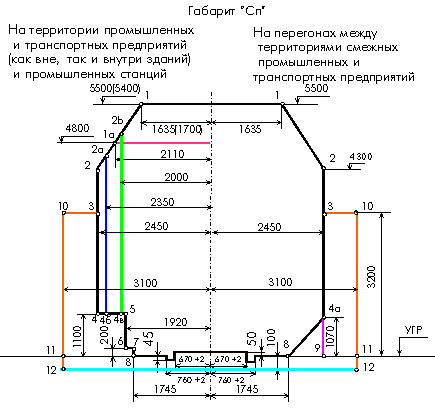 Габарит "Сп"
На территории промышленных
и транспортных предприятий
(как вне, так и внутри зданий)
и промышленных станций
На перегонах между
территориями смежных
промышленных и
транспортных предприятий
5500(5400)
1
1
5500
2b
1635(1700)
1635
4800
1а
2а
2110
2
2
4300
2000
2350
10
3
3
10
2450
2450
3100
3100
3200
4
4б
4в
5
4а
1920
УГР
1100
200
6
7
45
670 +2
670 +2
50
100
8
1070
11
8
9
11
12
760 +2
760 +2
12
1745
1745